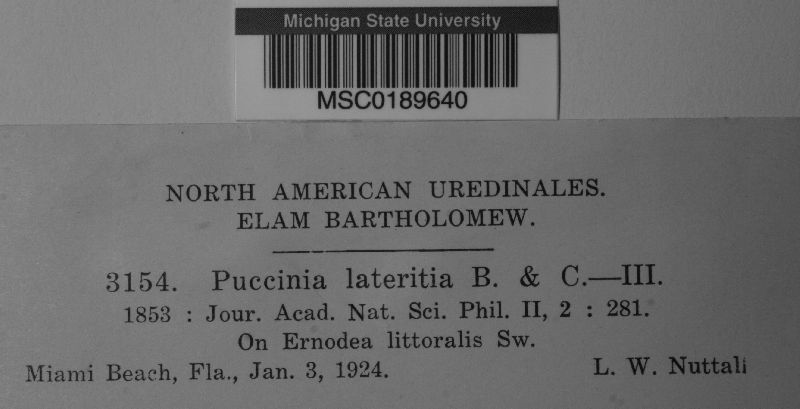 Michigan State University
MSC0189640
NORTH AMERICAN UREDINALES.
ELAM BARTHOLOMEW.
3154. Puccinia lateritia B. & C.—III.
1853 : Jour. Acad. Nat. Sci. Phil. II, 2 : 281.
On Ernodea littoralis Sw.
Miami Beach, Fla., Jan. 3, 1924. L. W. Nuttall